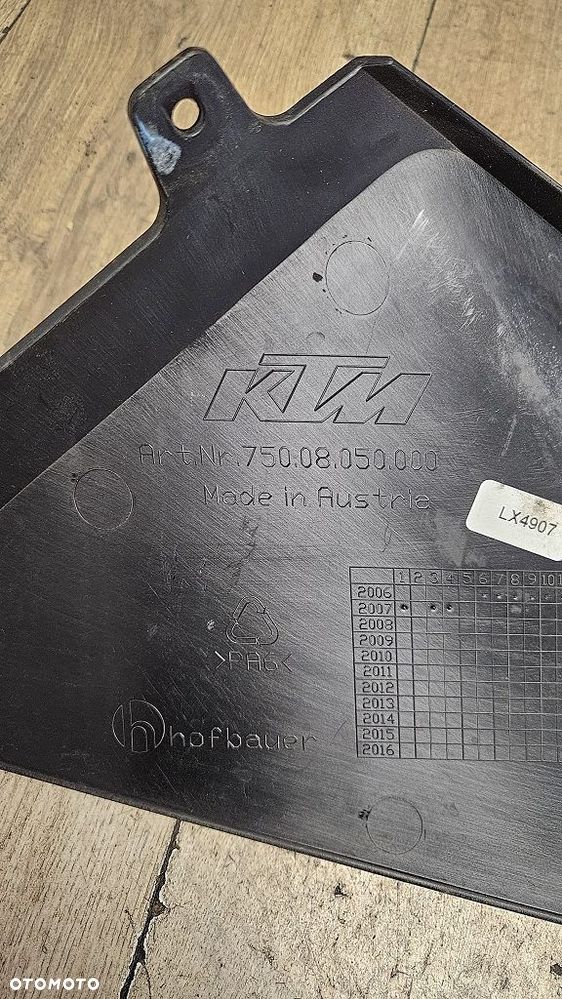 KTM
Art.Nr.750.08.050.000
Made in Austria
LX4907
1 2 3 4 5 6 7 8 9 10 1
2006
2007
2008
2009
2010
2011
2012
2013
2014
2015
2016
>PA6<
h hofbauer
OTOMOTO